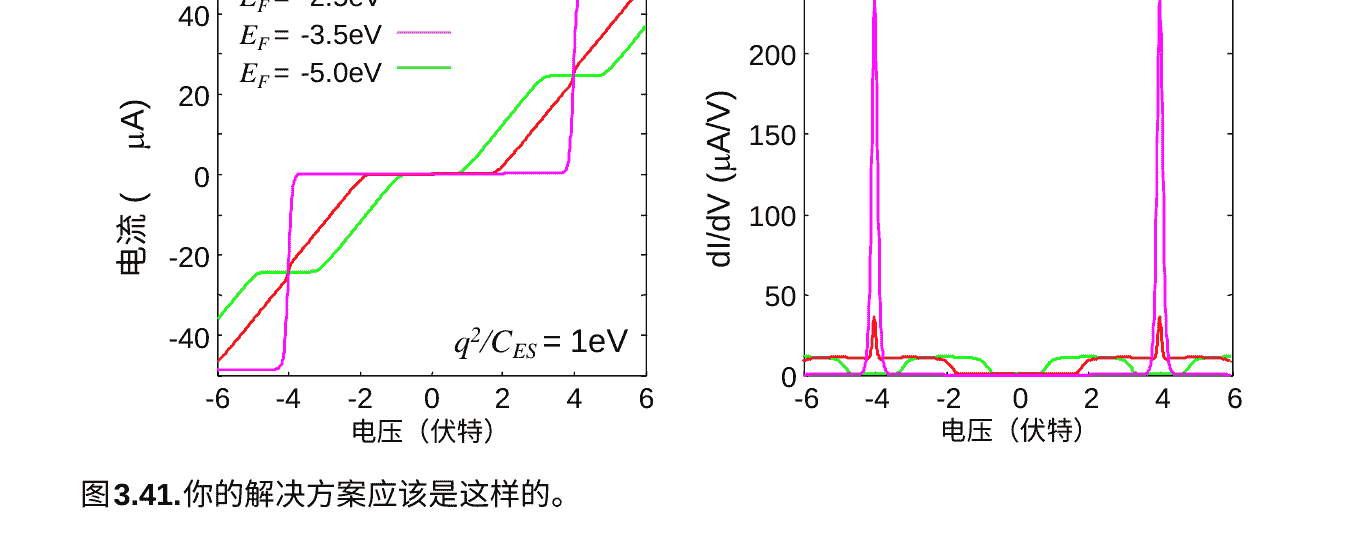 40
E_F = -2.5eV
E_F = -3.5eV
E_F = -5.0eV
20
0
-20
-40
电流 ( μA)
q²/C_ES = 1eV
-6 -4 -2 0 2 4 6
电压（伏特）
200
150
100
50
0
dI/dV (μA/V)
-6 -4 -2 0 2 4 6
电压（伏特）
图3.41.你的解决方案应该是这样的。